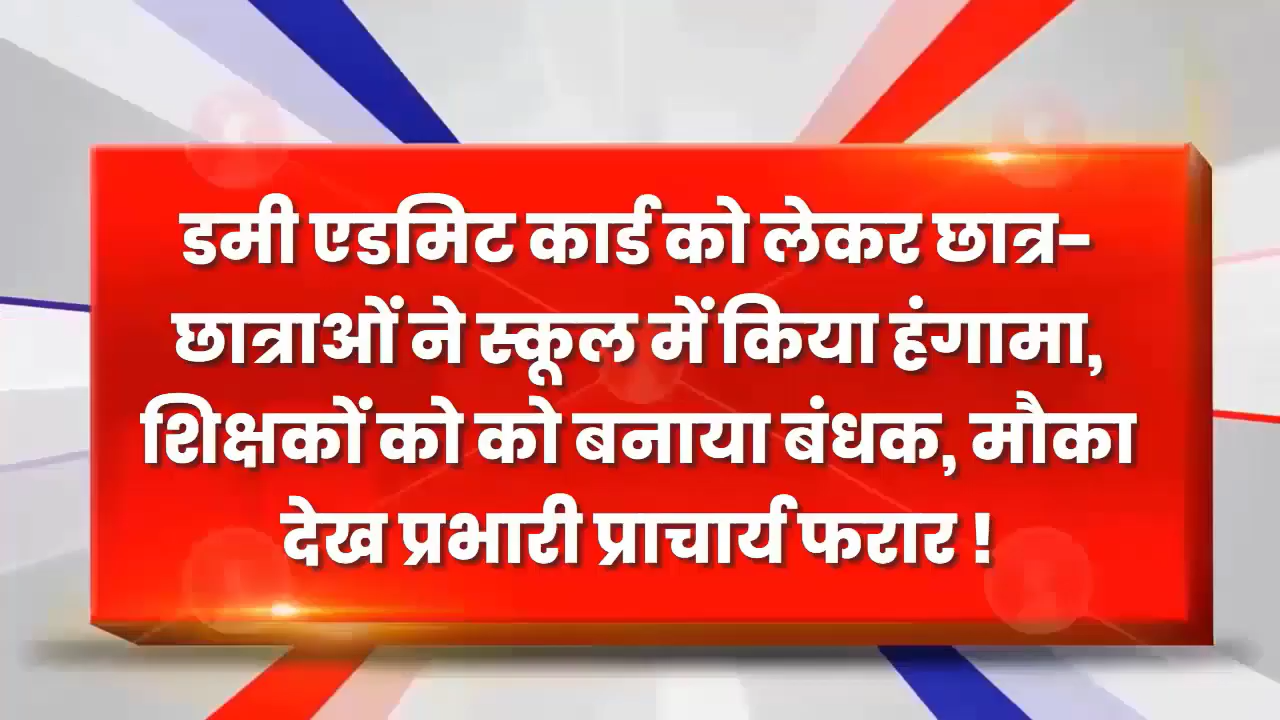 डमी एडमिट कार्ड को लेकर छात्र-
छात्राओं ने स्कूल में किया हंगामा,
शिक्षकों को को बनाया बंधक, मौका
देख प्रभारी प्राचार्य फरार !